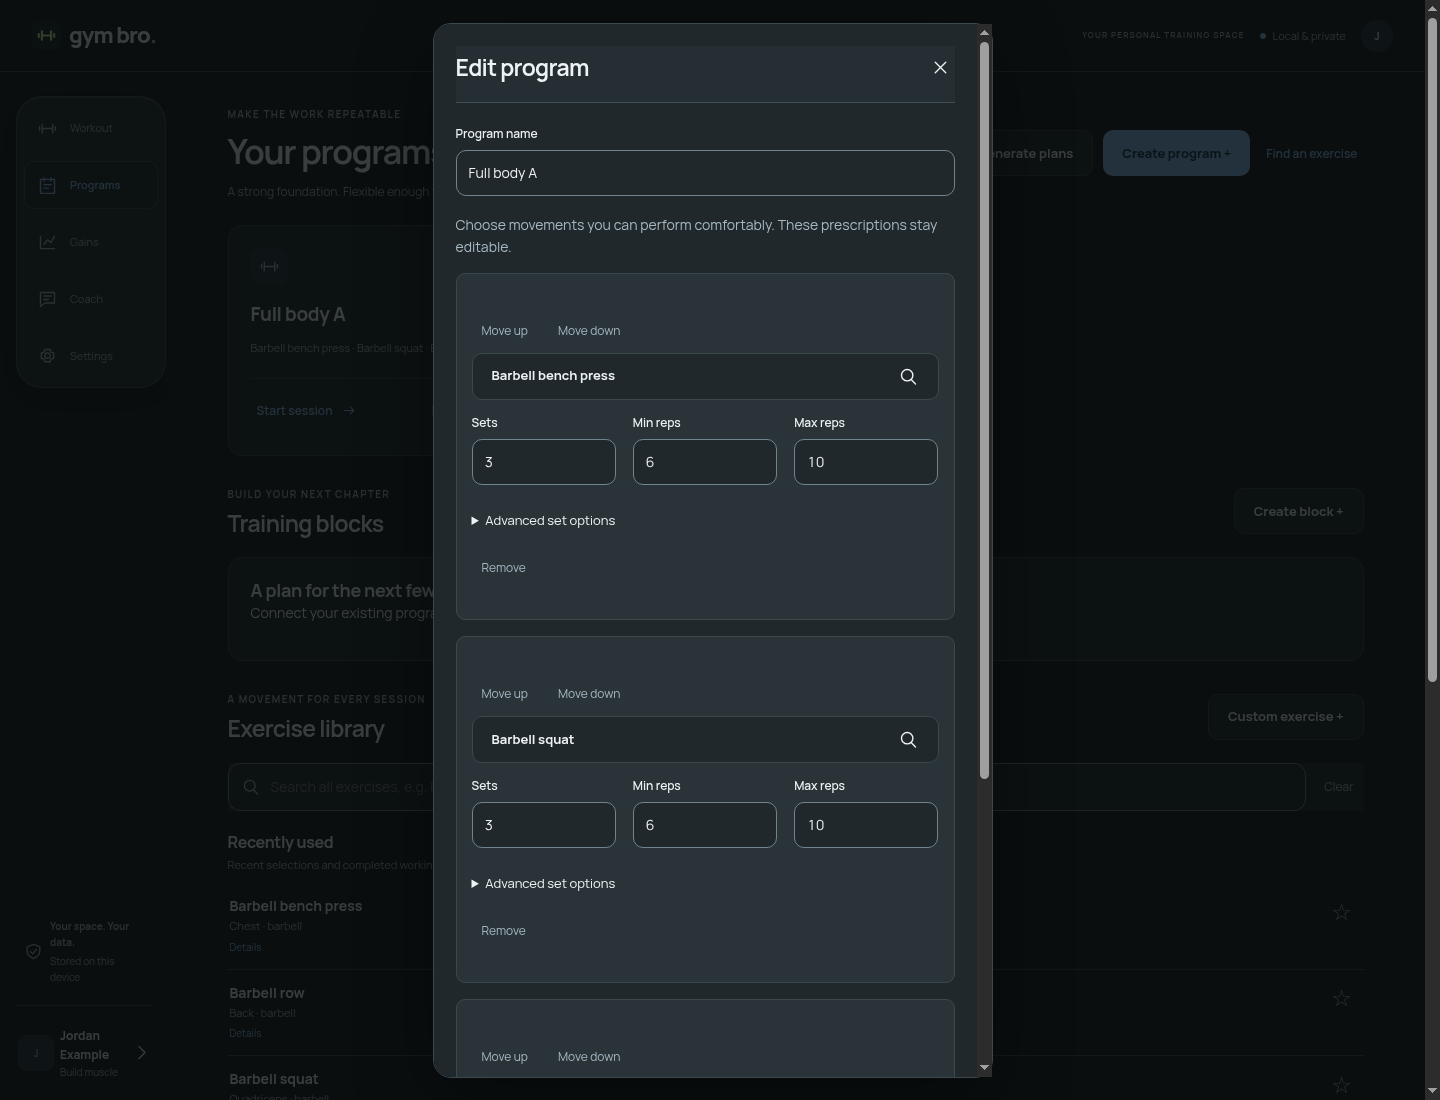 gym bro.
YOUR PERSONAL TRAINING SPACE
Local & private
J
Workout
Programs
Gains
Coach
Settings
Your space. Your
data.
Stored on this
device
J
Jordan
Example
Build muscle
MAKE THE WORK REPEATABLE
Your programs
A strong foundation. Flexible enough
nerate plans
Create program +
Find an exercise
Full body A
Barbell bench press · Barbell squat ·
Start session
BUILD YOUR NEXT CHAPTER
Training blocks
Create block +
A plan for the next few
Connect your existing progra
A MOVEMENT FOR EVERY SESSION
Exercise library
Custom exercise +
Search all exercises, e.g.
Clear
Recently used
Recent selections and completed workin
Barbell bench press
Chest · barbell
Details
Barbell row
Back · barbell
Details
Barbell squat
Quadriceps · barbell
Edit program
Program name
Full body A
Choose movements you can perform comfortably. These prescriptions stay
editable.
Move up Move down
Barbell bench press
Sets Min reps Max reps
3 6 10
Advanced set options
Remove
Move up Move down
Barbell squat
Sets Min reps Max reps
3 6 10
Advanced set options
Remove
Move up Move down